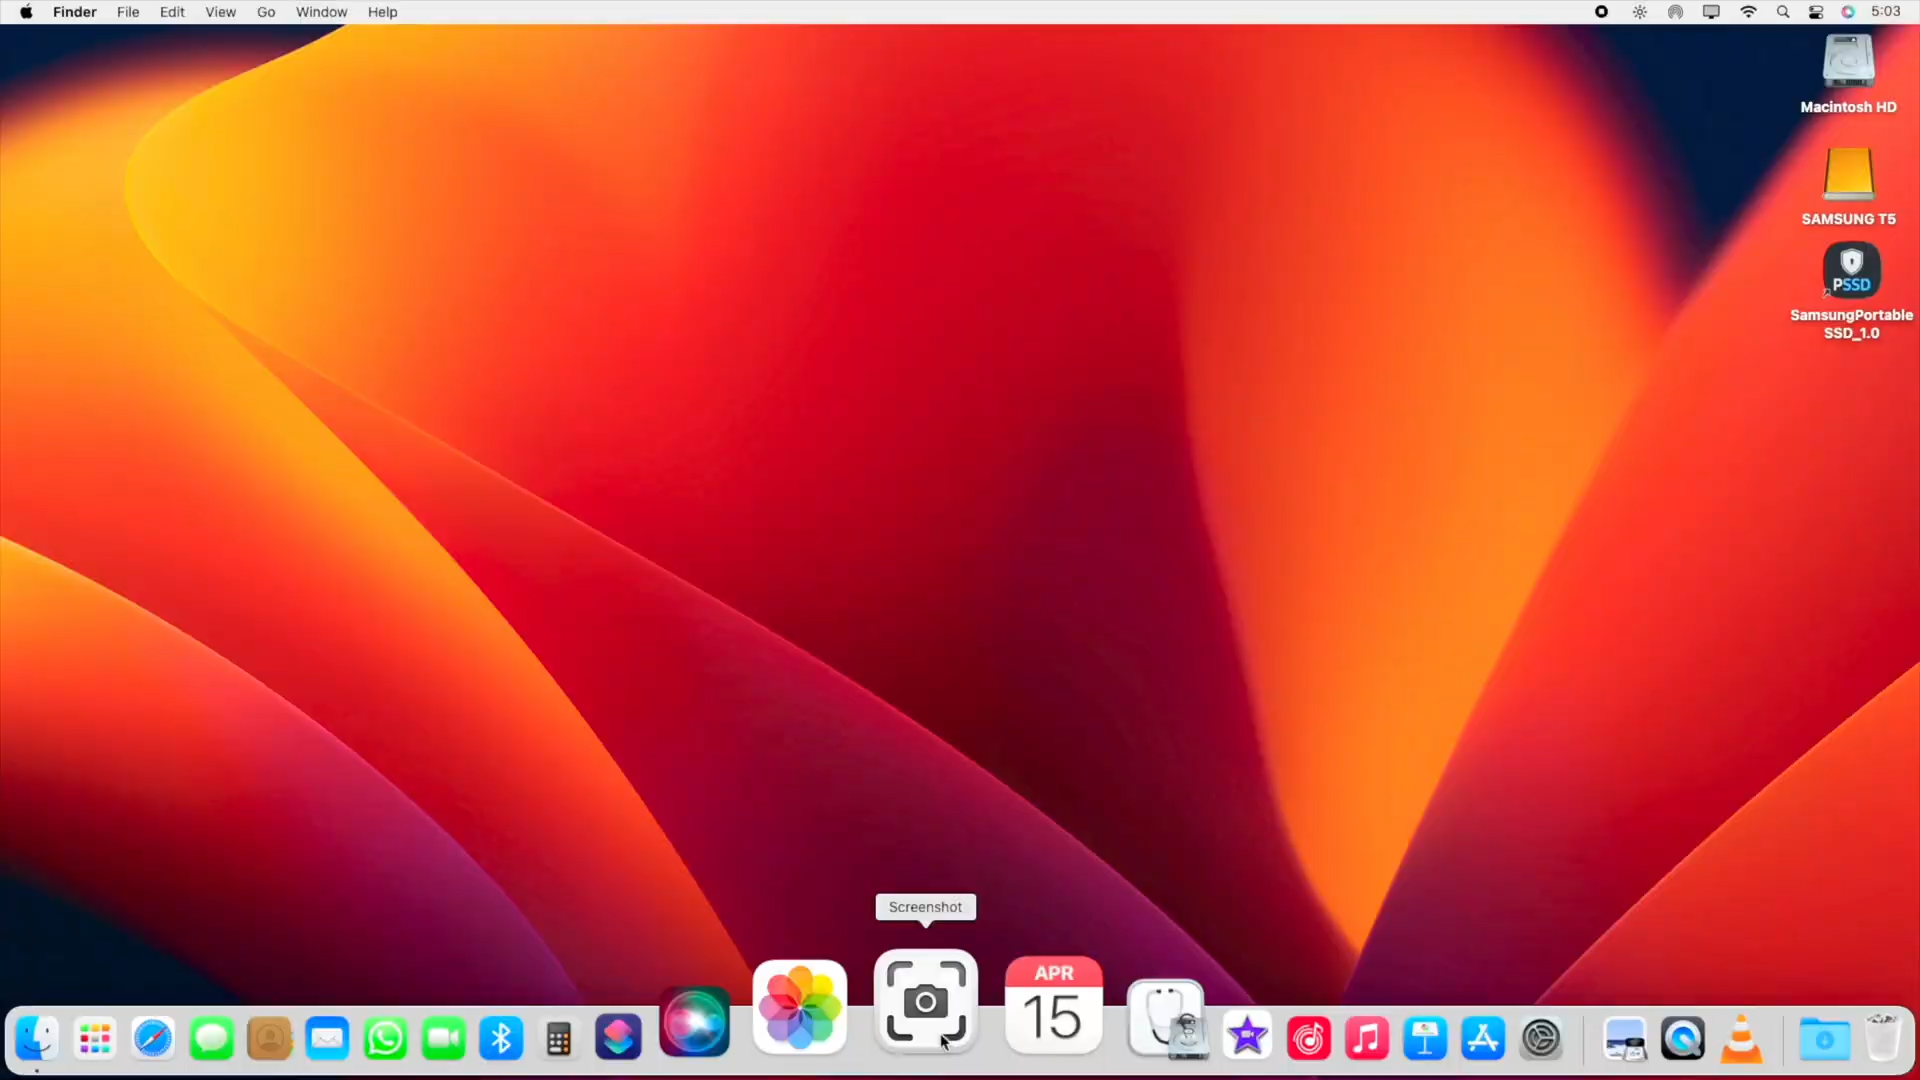 Finder File Edit View Go Window Help 5:03
Macintosh HD
SAMSUNG T5
PSSD
SamsungPortable
SSD_1.0
Screenshot
APR
15